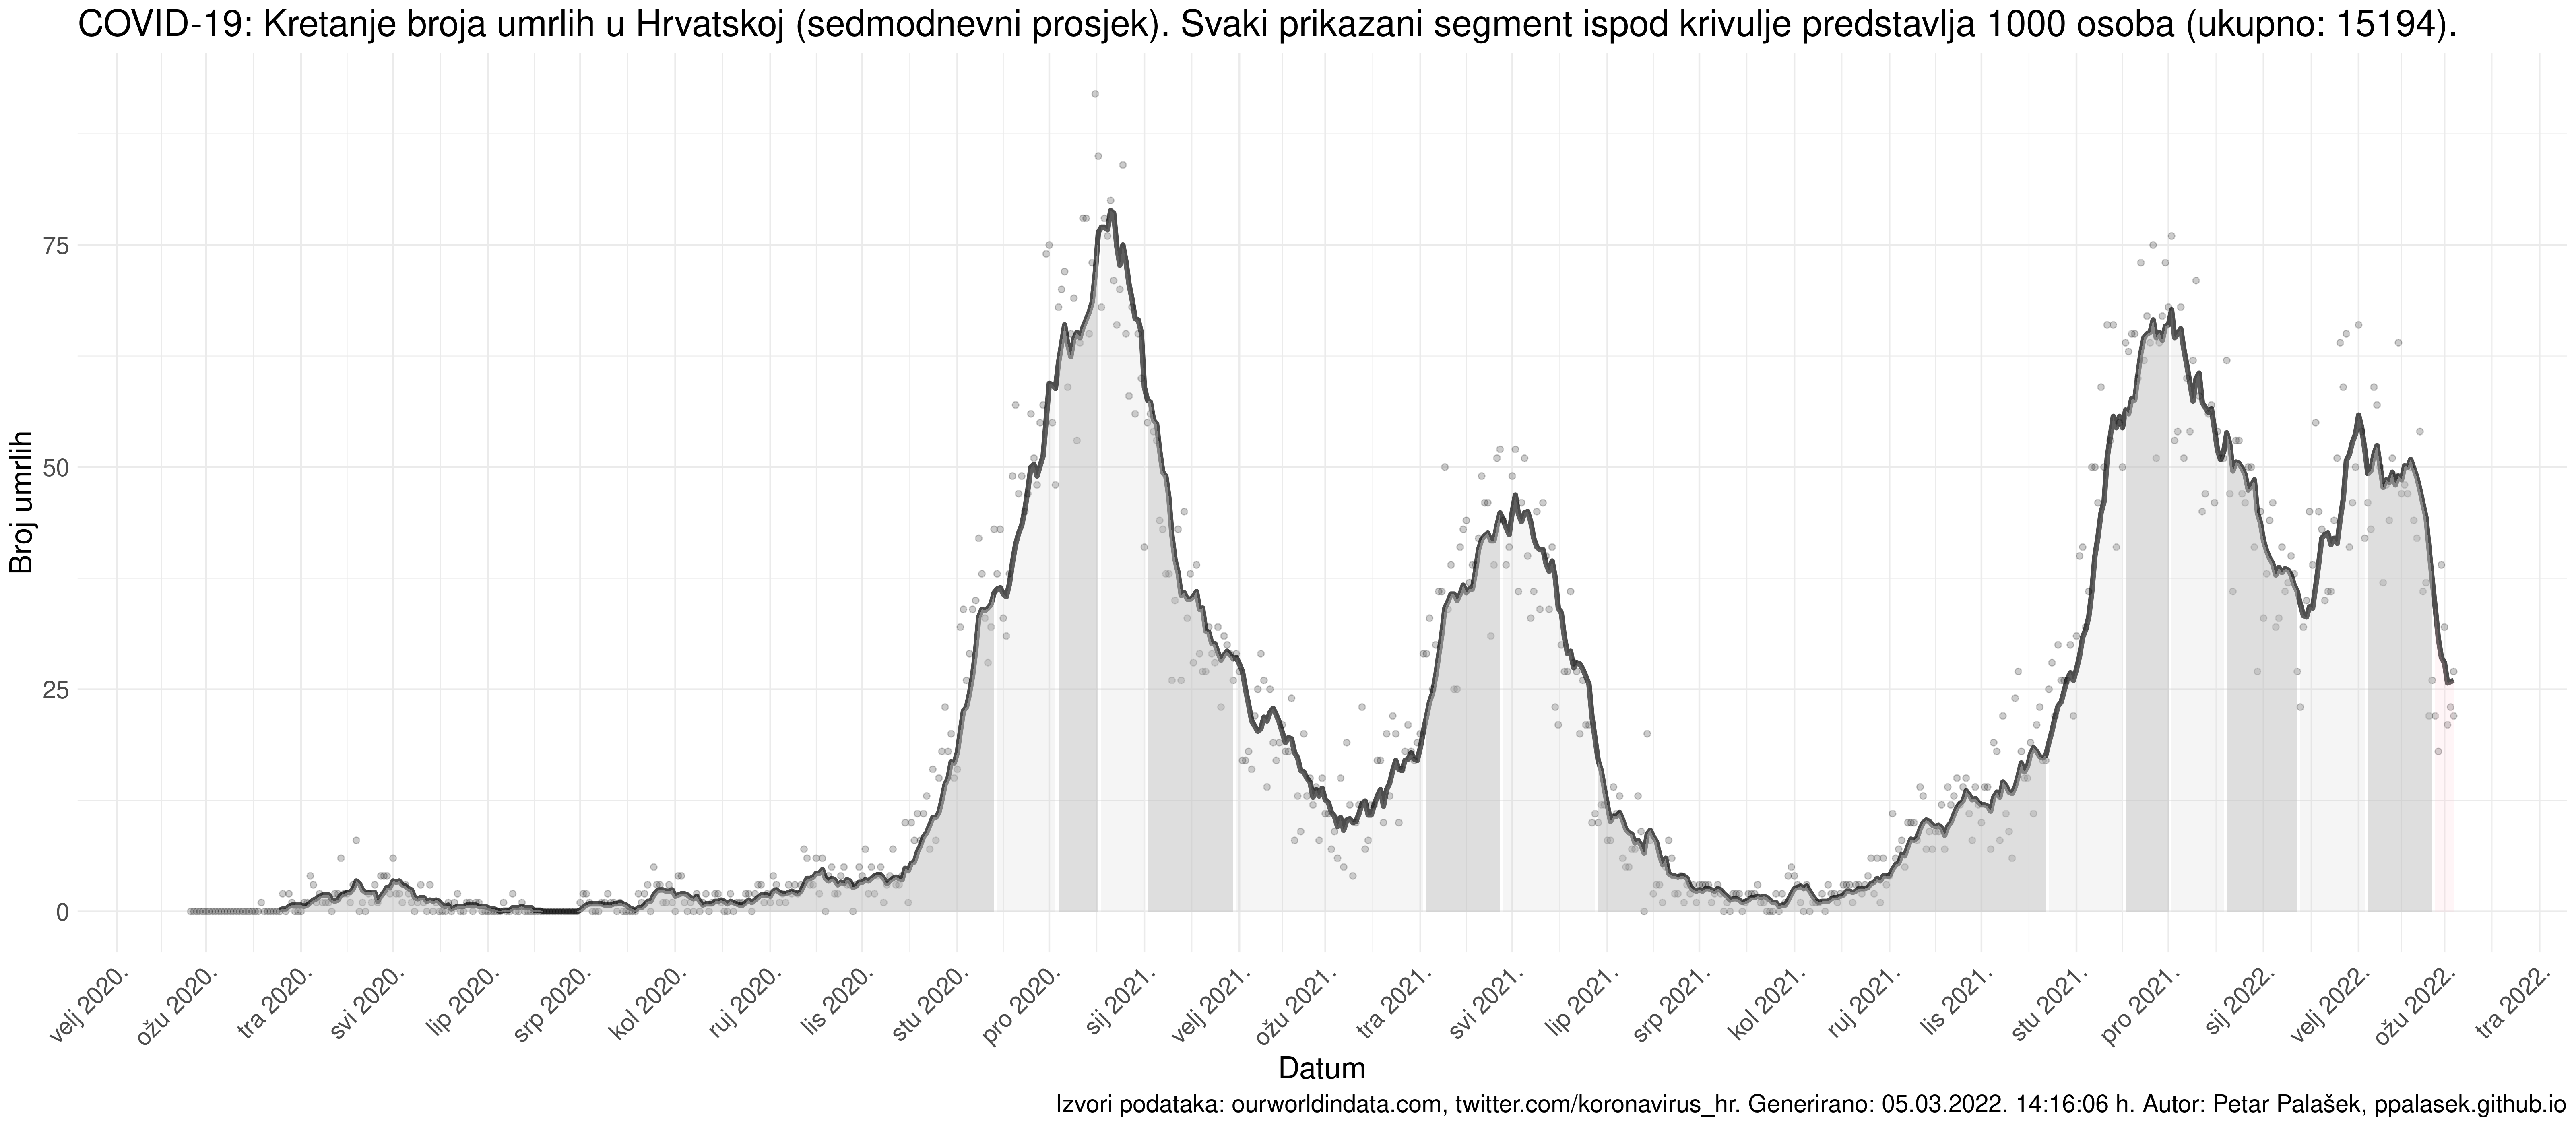 COVID-19: Kretanje broja umrlih u Hrvatskoj (sedmodnevni prosjek). Svaki prikazani segment ispod krivulje predstavlja 1000 osoba (ukupno: 15194).
Broj umrlih
75
50
25
0
velj 2020.
ožu 2020.
tra 2020.
svi 2020.
lip 2020.
srp 2020.
kol 2020.
ruj 2020.
lis 2020.
stu 2020.
pro 2020.
sij 2021.
velj 2021.
ožu 2021.
tra 2021.
svi 2021.
lip 2021.
srp 2021.
kol 2021.
ruj 2021.
lis 2021.
stu 2021.
pro 2021.
sij 2022.
velj 2022.
ožu 2022.
tra 2022.
Datum
Izvori podataka: ourworldindata.com, twitter.com/koronavirus_hr. Generirano: 05.03.2022. 14:16:06 h. Autor: Petar Palašek, ppalasek.github.io